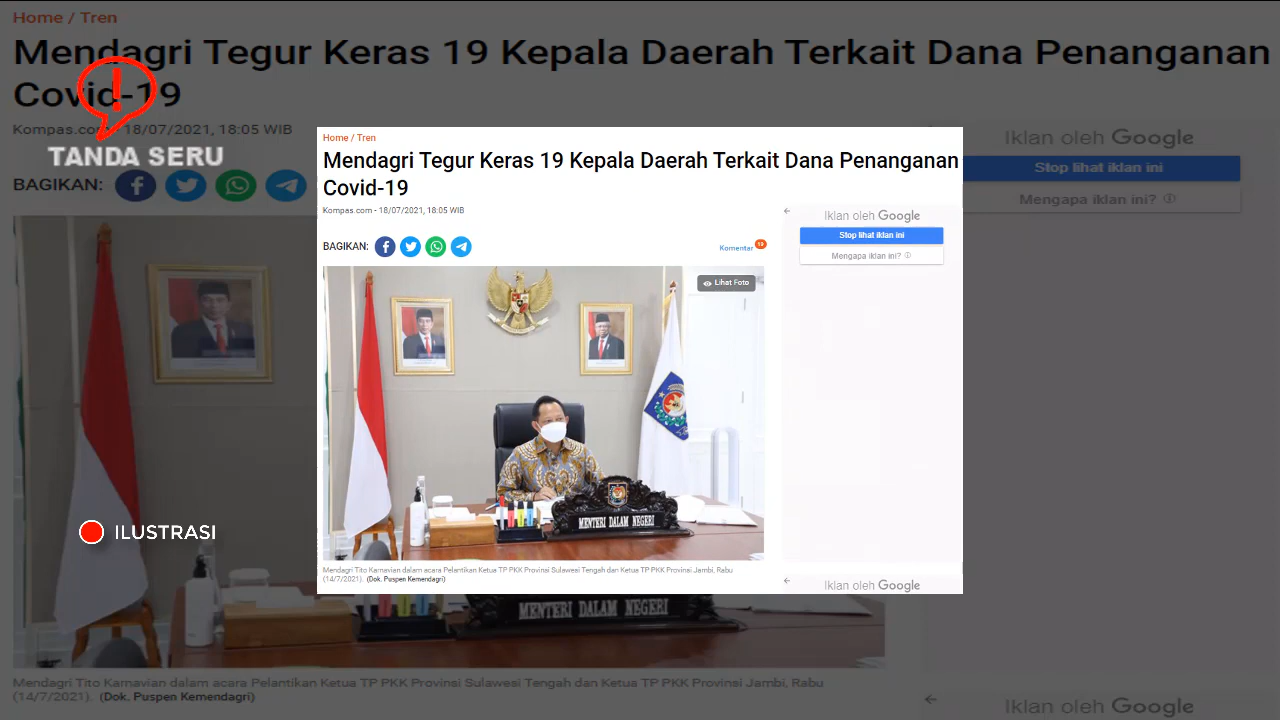 Home / Tren
Mendagri Tegur Keras 19 Kepala Daerah Terkait Dana Penanganan
Covid-19
Kompas.com - 18/07/2021, 18:05 WIB
TANDA SERU
BAGIKAN:
Iklan oleh Google
Stop lihat iklan ini
Mengapa iklan ini?
Home / Tren
Mendagri Tegur Keras 19 Kepala Daerah Terkait Dana Penanganan
Covid-19
Kompas.com - 18/07/2021, 18:05 WIB
BAGIKAN:
Komentar
Iklan oleh Google
Stop lihat iklan ini
Mengapa iklan ini?
Lihat Foto
MENTERI DALAM NEGERI
Mendagri Tito Karnavian dalam acara Pelantikan Ketua TP PKK Provinsi Sulawesi Tengah dan Ketua TP PKK Provinsi Jambi, Rabu
(14/7/2021). (Dok. Puspen Kemendagri)
Iklan oleh Google
ILUSTRASI
MENTERI DALAM NEGERI
Mendagri Tito Karnavian dalam acara Pelantikan Ketua TP PKK Provinsi Sulawesi Tengah dan Ketua TP PKK Provinsi Jambi, Rabu
(14/7/2021). (Dok. Puspen Kemendagri)
Iklan oleh Google